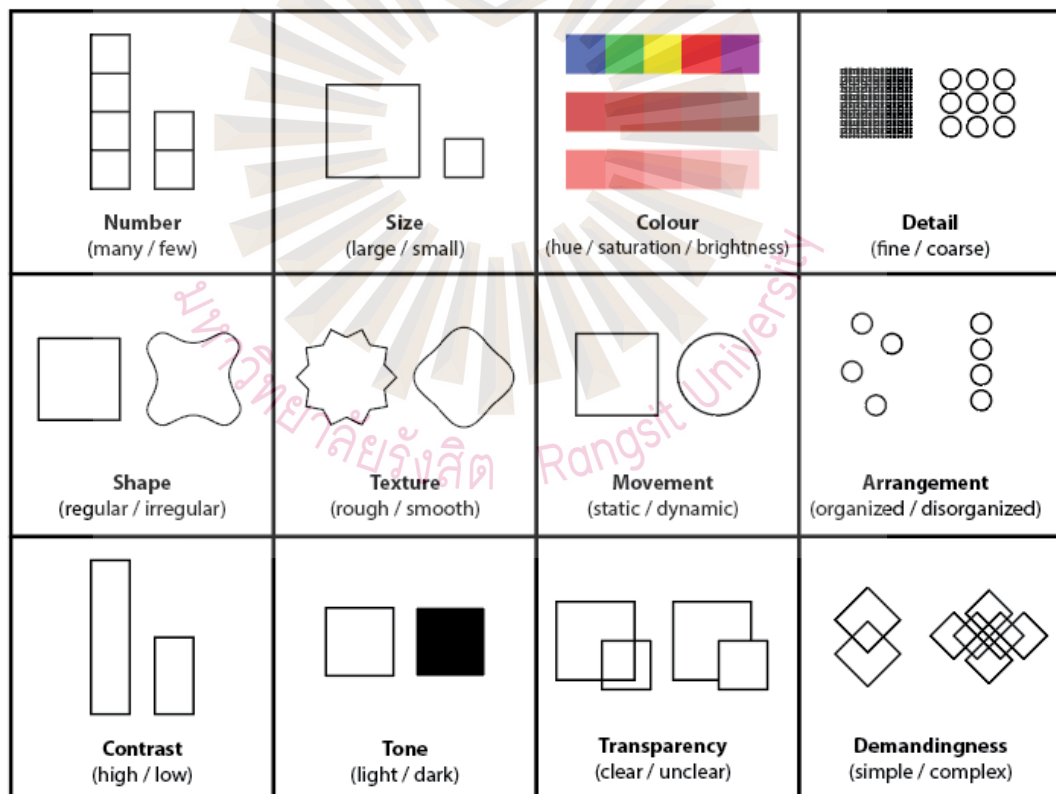 Number
(many / few)
Size
(large / small)
Colour
(hue / saturation / brightness)
Detail
(fine / coarse)
Shape
(regular / irregular)
Texture
(rough / smooth)
Movement
(static / dynamic)
Arrangement
(organized / disorganized)
มหาวิทยาลัยรังสิต Rangsit University
Contrast
(high / low)
Tone
(light / dark)
Transparency
(clear / unclear)
Demandingness
(simple / complex)